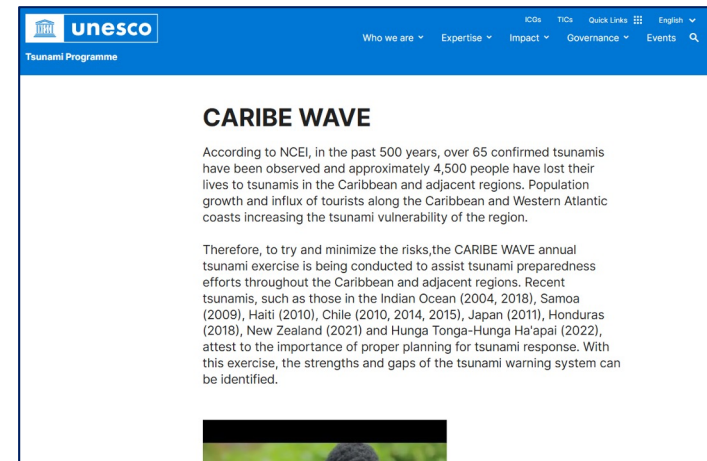 ICGs TICs Quick Links English
unesco
Who we are Expertise Impact Governance Events
Tsunami Programme
CARIBE WAVE
According to NCEI, in the past 500 years, over 65 confirmed tsunamis
have been observed and approximately 4,500 people have lost their
lives to tsunamis in the Caribbean and adjacent regions. Population
growth and influx of tourists along the Caribbean and Western Atlantic
coasts increasing the tsunami vulnerability of the region.
Therefore, to try and minimize the risks,the CARIBE WAVE annual
tsunami exercise is being conducted to assist tsunami preparedness
efforts throughout the Caribbean and adjacent regions. Recent
tsunamis, such as those in the Indian Ocean (2004, 2018), Samoa
(2009), Haiti (2010), Chile (2010, 2014, 2015), Japan (2011), Honduras
(2018), New Zealand (2021) and Hunga Tonga-Hunga Ha'apai (2022),
attest to the importance of proper planning for tsunami response. With
this exercise, the strengths and gaps of the tsunami warning system can
be identified.